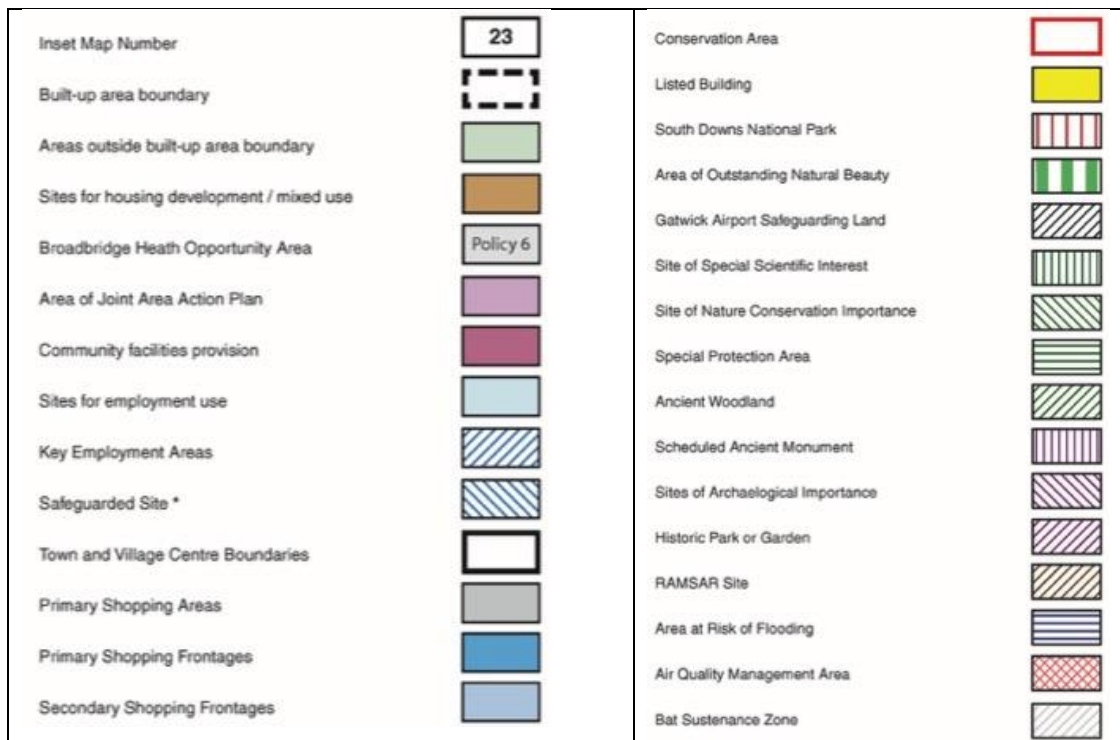 Inset Map Number
23
Built-up area boundary
Areas outside built-up area boundary
Sites for housing development / mixed use
Broadbridge Heath Opportunity Area
Policy 6
Area of Joint Area Action Plan
Community facilities provision
Sites for employment use
Key Employment Areas
Safeguarded Site *
Town and Village Centre Boundaries
Primary Shopping Areas
Primary Shopping Frontages
Secondary Shopping Frontages
Conservation Area
Listed Building
South Downs National Park
Area of Outstanding Natural Beauty
Gatwick Airport Safeguarding Land
Site of Special Scientific Interest
Site of Nature Conservation Importance
Special Protection Area
Ancient Woodland
Scheduled Ancient Monument
Sites of Archaelogical Importance
Historic Park or Garden
RAMSAR Site
Area at Risk of Flooding
Air Quality Management Area
Bat Sustenance Zone